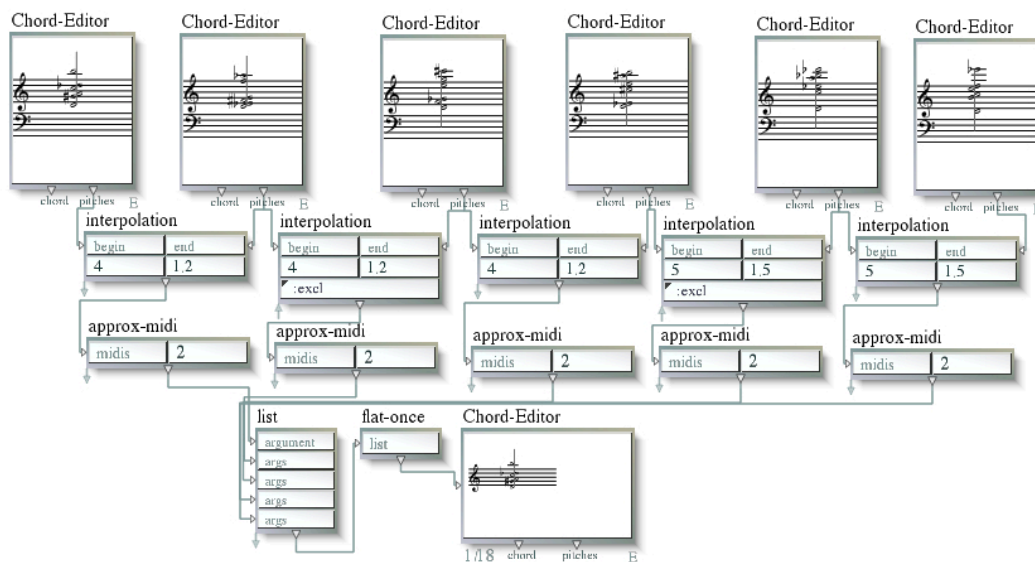 Chord-Editor Chord-Editor Chord-Editor Chord-Editor Chord-Editor Chord-Editor
chord pitches E chord pitches E chord pitches E chord pitches E chord pitches E chord pitches
interpolation interpolation interpolation interpolation interpolation
begin end begin end begin end begin end begin end
4 1.2 4 1.2 4 1.2 5 1.5 5 1.5
:excl :excl
approx-midi approx-midi approx-midi approx-midi approx-midi
midis 2 midis 2 midis 2 midis 2 midis 2
list flat-once Chord-Editor
argument list
args
args
args
args
1/18 chord pitches E